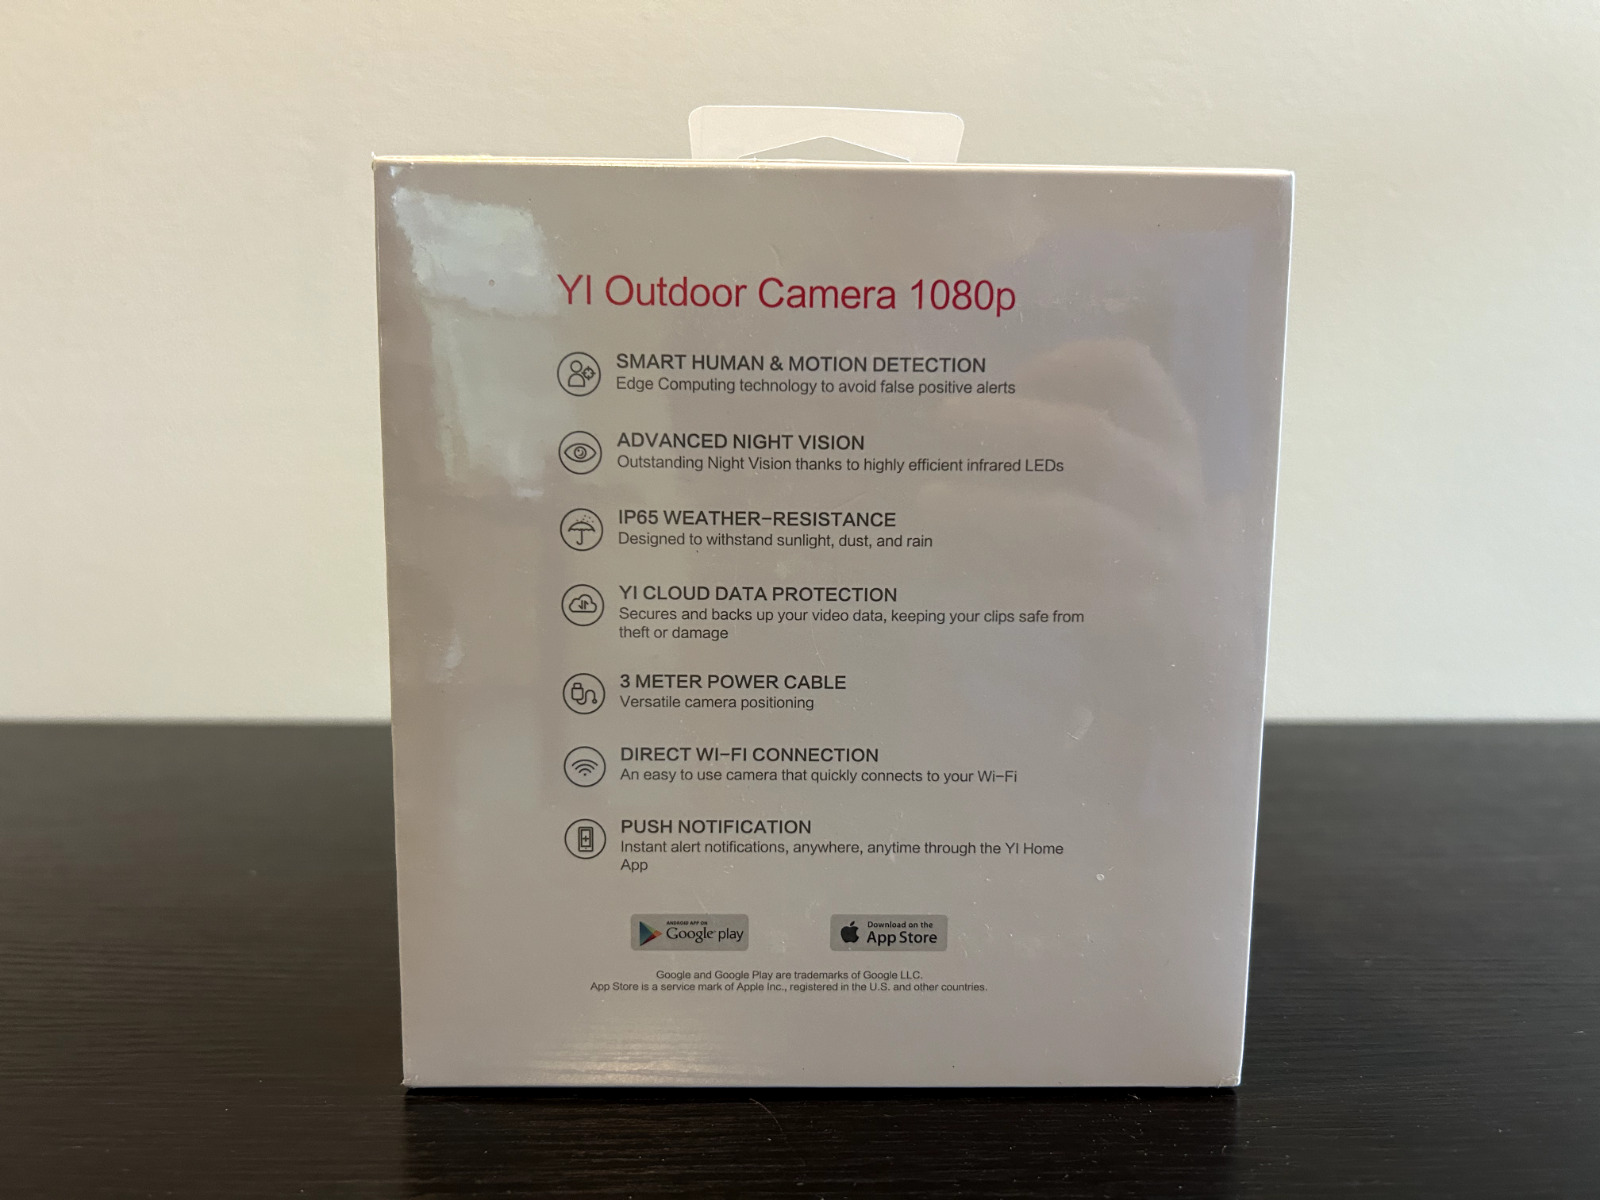 YI Outdoor Camera 1080p
SMART HUMAN & MOTION DETECTION
Edge Computing technology to avoid false positive alerts
ADVANCED NIGHT VISION
Outstanding Night Vision thanks to highly efficient infrared LEDs
IP65 WEATHER-RESISTANCE
Designed to withstand sunlight, dust, and rain
YI CLOUD DATA PROTECTION
Secures and backs up your video data, keeping your clips safe from
theft or damage
3 METER POWER CABLE
Versatile camera positioning
DIRECT WI-FI CONNECTION
An easy to use camera that quickly connects to your Wi-Fi
PUSH NOTIFICATION
Instant alert notifications, anywhere, anytime through the YI Home
App
ANDROID APP ON
Google play
Download on the
App Store
Google and Google Play are trademarks of Google LLC.
App Store is a service mark of Apple Inc., registered in the U.S. and other countries.